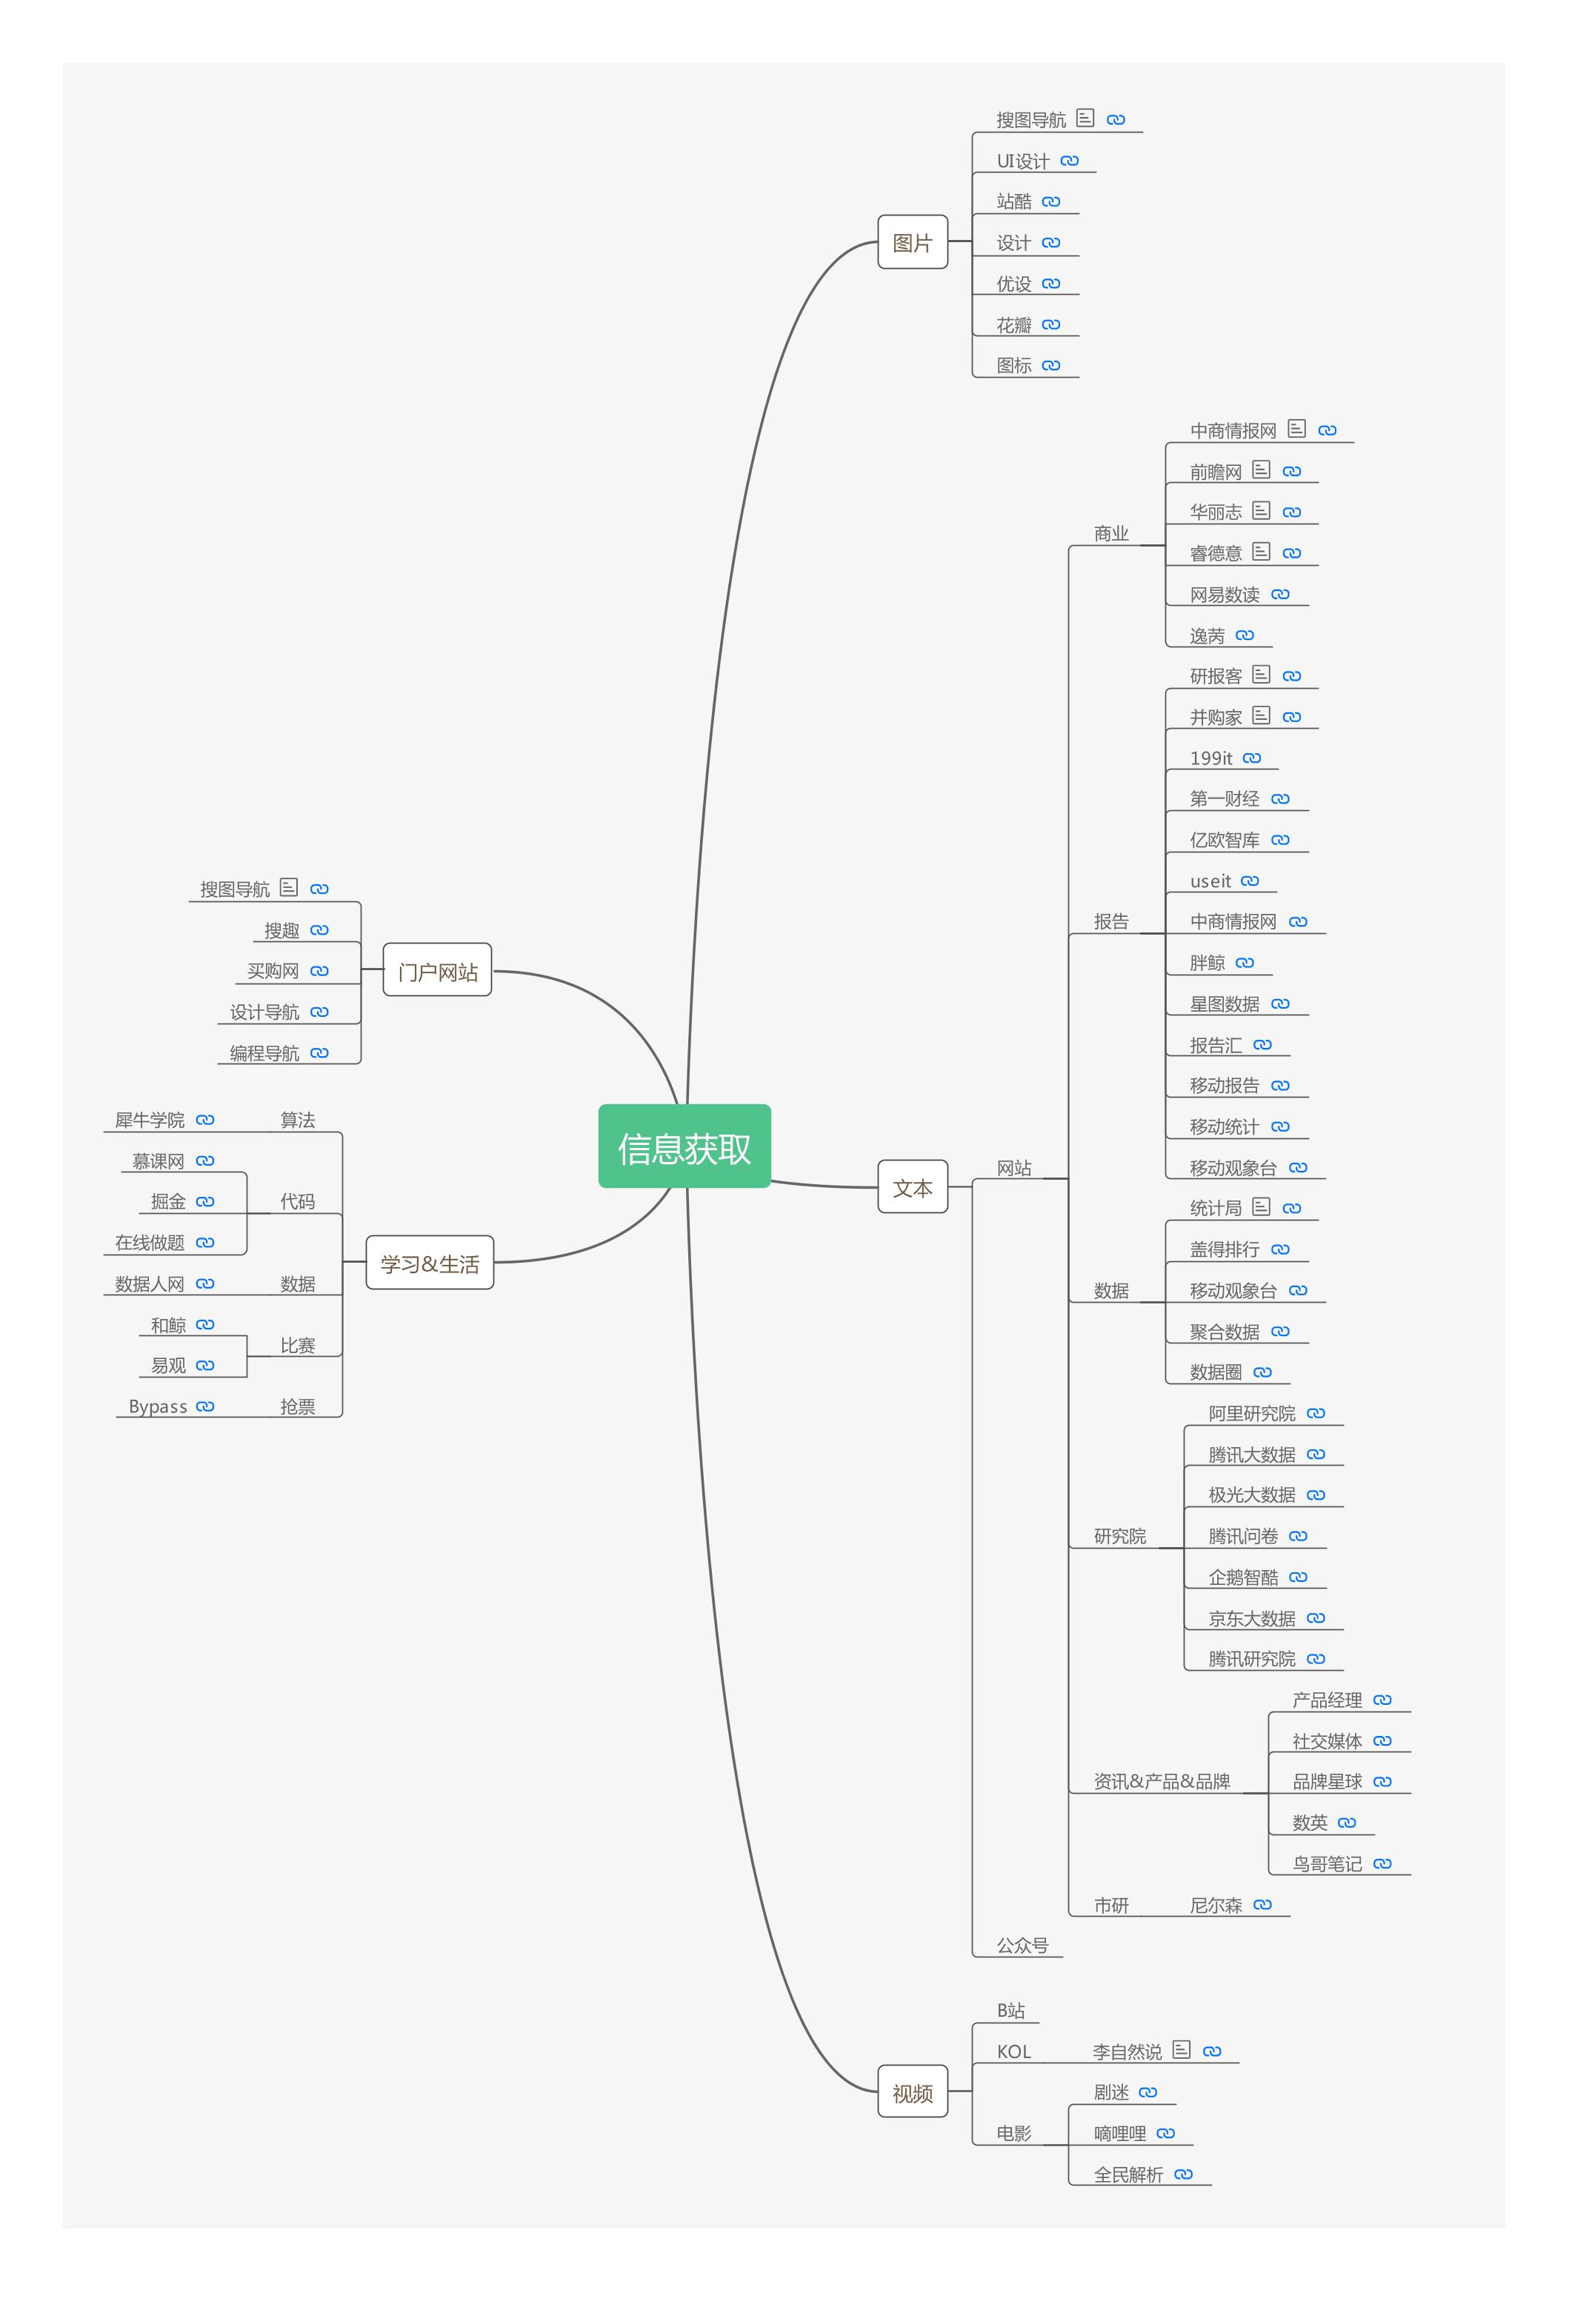 信息获取
图片
搜图导航
UI设计
站酷
设计
优设
花瓣
图标
文本
网站
商业
中商情报网
前瞻网
华丽志
睿德意
网易数读
逸芮
报告
研报客
并购家
199it
第一财经
亿欧智库
useit
中商情报网
胖鲸
星图数据
报告汇
移动报告
移动统计
移动观象台
数据
统计局
盖得排行
移动观象台
聚合数据
数据圈
研究院
阿里研究院
腾讯大数据
极光大数据
腾讯问卷
企鹅智酷
京东大数据
腾讯研究院
资讯&产品&品牌
产品经理
社交媒体
品牌星球
数英
鸟哥笔记
市研
尼尔森
公众号
视频
B站
KOL
李自然说
电影
剧迷
嘀哩哩
全民解析
门户网站
搜图导航
搜趣
买购网
设计导航
编程导航
学习&生活
算法
犀牛学院
代码
慕课网
掘金
在线做题
数据
数据人网
比赛
和鲸
易观
抢票
Bypass